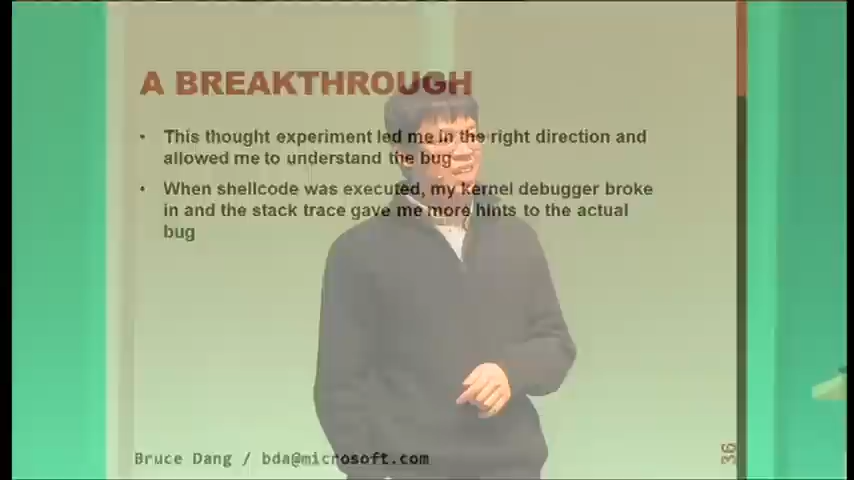 A BREAKTHROUGH
• This thought experiment led me in the right direction and
allowed me to understand the bug
• When shellcode was executed, my kernel debugger broke
in and the stack trace gave me more hints to the actual
bug
Bruce Dang / bda@microsoft.com
36